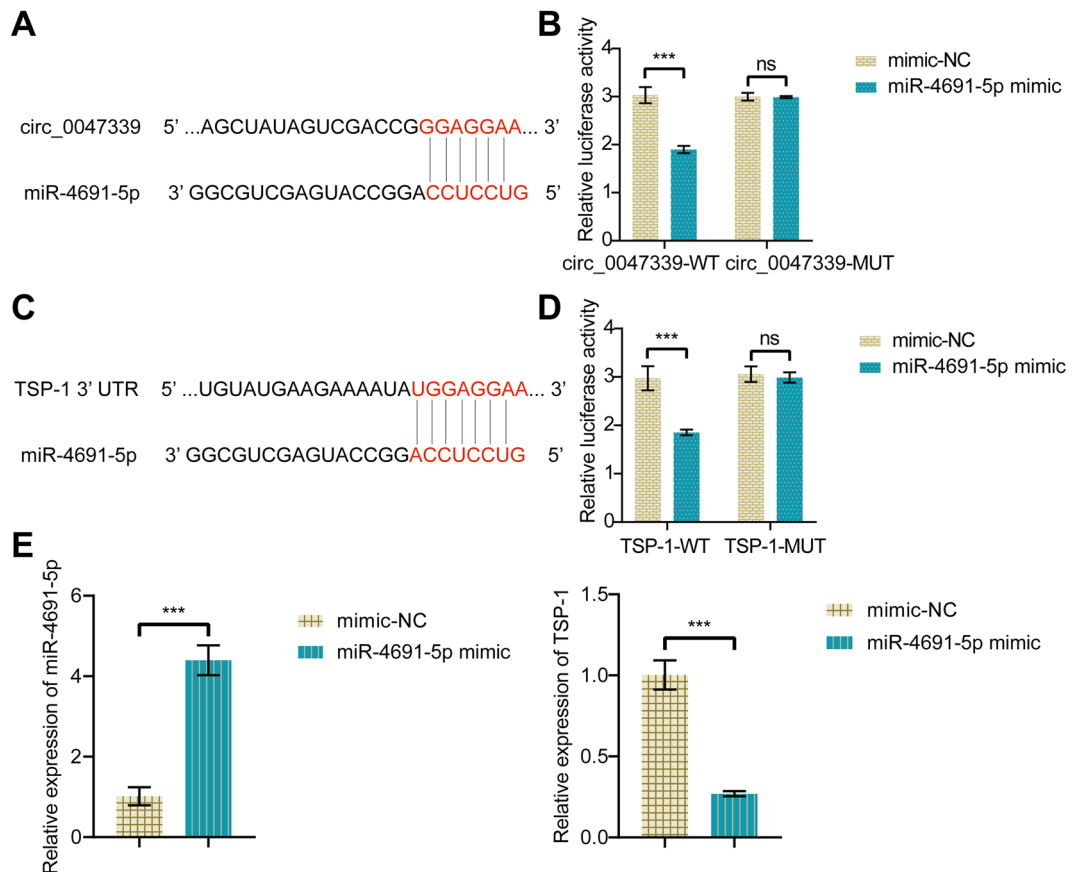 A
circ_0047339 5’ ...AGCUAUAGUCGACCGGGAGGAA... 3’
miR-4691-5p 3’ GGCGUCGAGUACCGGACCUCCUG 5’
B
Relative luciferase activity
4
3
2
1
0
***
ns
circ_0047339-WT circ_0047339-MUT
mimic-NC
miR-4691-5p mimic
C
TSP-1 3’ UTR 5’ ...UGUAUGAAGAAAAUAUGGAGGAA... 3’
miR-4691-5p 3’ GGCGUCGAGUACCGGACCUCCUG 5’
D
Relative luciferase activity
4
3
2
1
0
***
ns
TSP-1-WT TSP-1-MUT
mimic-NC
miR-4691-5p mimic
E
Relative expression of miR-4691-5p
6
4
2
0
***
mimic-NC
miR-4691-5p mimic
Relative expression of TSP-1
1.5
1.0
0.5
0.0
***
mimic-NC
miR-4691-5p mimic